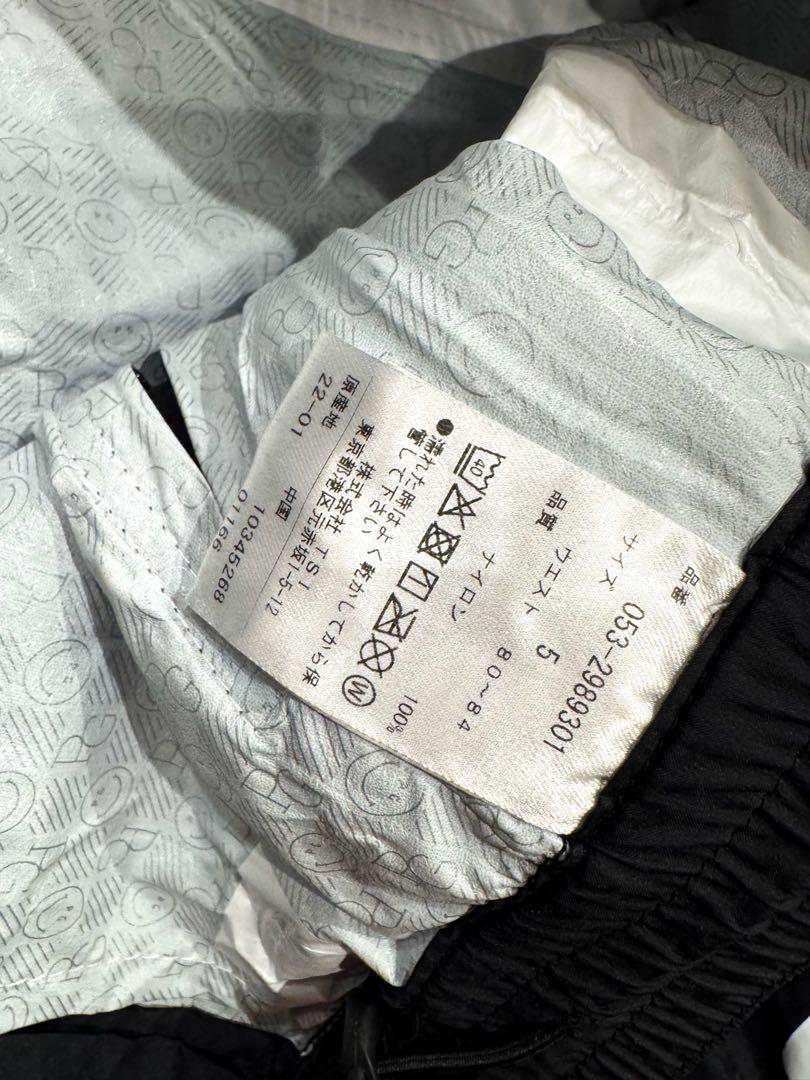 品番 053-2989301
サイズ 5
ウエスト 80~84
品質 ナイロン 100%
40
W
●濡れた時はよく乾かしてから保
管して下さい
株式会社 TSI
東京都港区元赤坂1-5-12
原産地 中国 10345268
22-01 01166